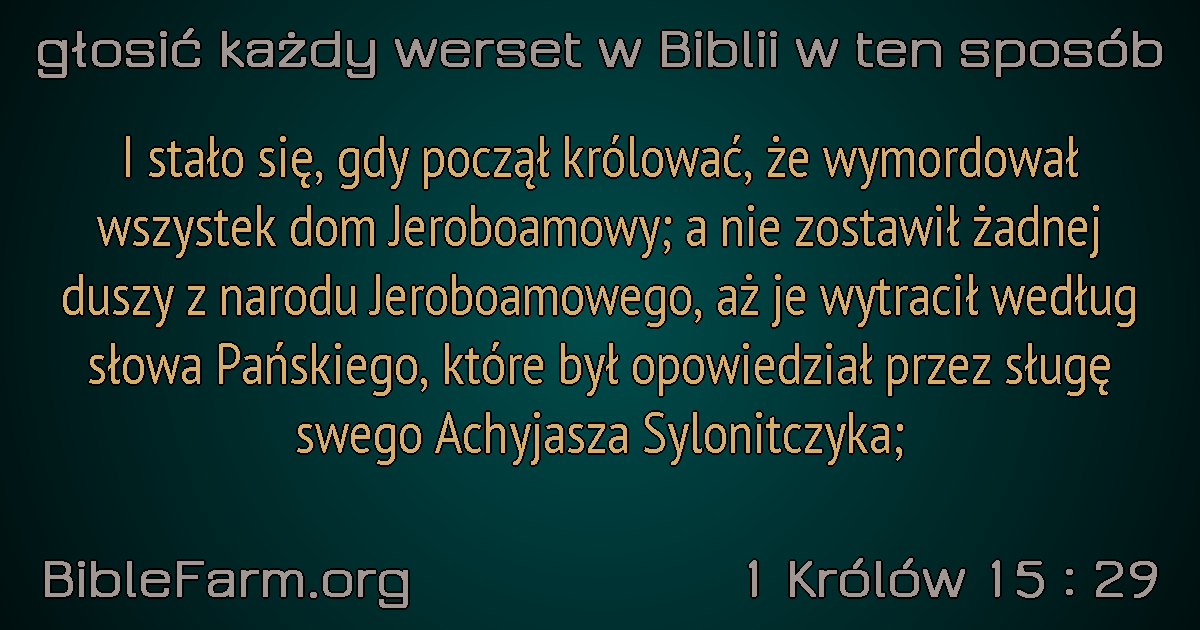 głosić każdy werset w Biblii w ten sposób
I stało się, gdy począł królować, że wymordował
wszystek dom Jeroboamowy; a nie zostawił żadnej
duszy z narodu Jeroboamowego, aż je wytracił według
słowa Pańskiego, które był opowiedział przez sługę
swego Achyjasza Sylonitczyka;
BibleFarm.org
1 Królów 15 : 29